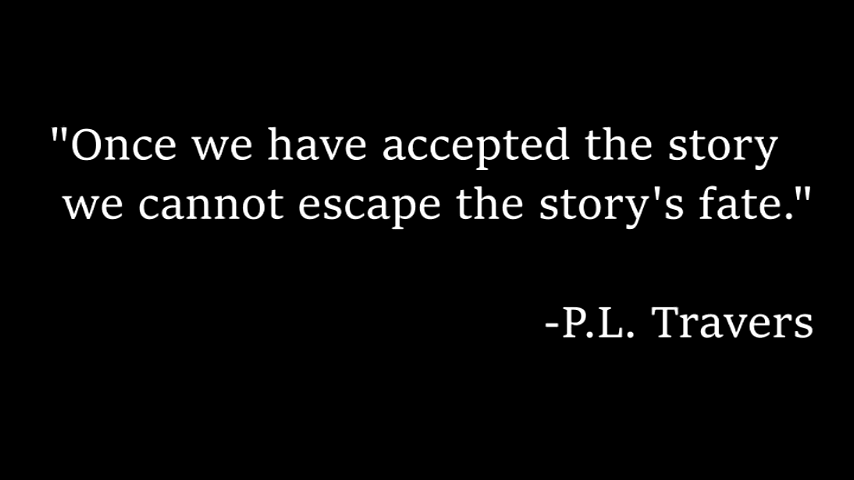 "Once we have accepted the story
we cannot escape the story's fate."
-P.L. Travers